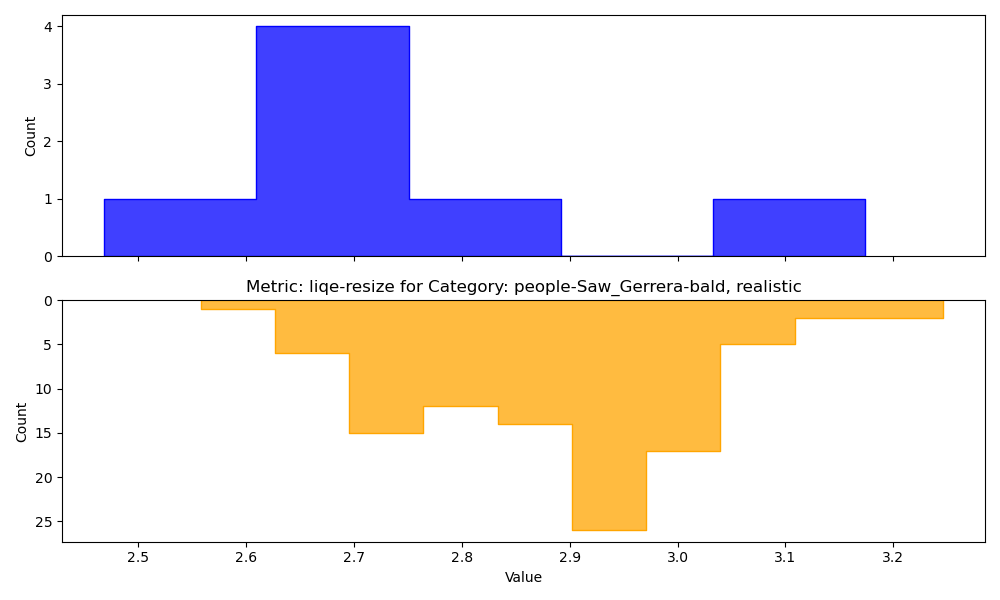 4
3
2
1
0
Count
Metric: liqe-resize for Category: people-Saw_Gerrera-bald, realistic
0
5
10
15
20
25
Count
2.5 2.6 2.7 2.8 2.9 3.0 3.1 3.2
Value